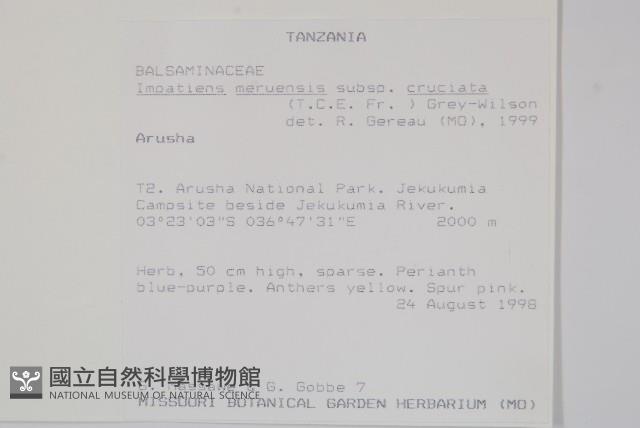 TANZANIA
BALSAMINACEAE
Impatiens meruensis subsp. cruciata
(T.C.E. Fr. ) Grey-Wilson
det. R. Gereau (MO), 1999
Arusha
T2. Arusha National Park. Jekukumia
Campsite beside Jekukumia River.
03°23'03"S 036°47'31"E 2000 m
Herb, 50 cm high, sparse. Perianth
blue-purple. Anthers yellow. Spur pink.
24 August 1998
& G. Gobbe 7
MISSOURI BOTANICAL GARDEN HERBARIUM (MO)
國立自然科學博物館
NATIONAL MUSEUM OF NATURAL SCIENCE